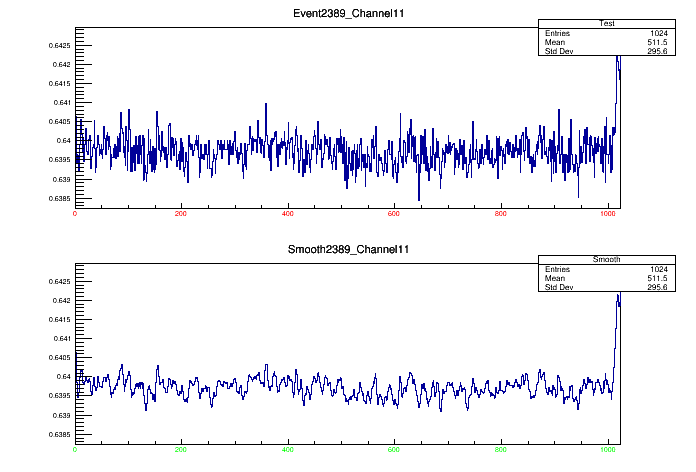 Event2389_Channel11
Test
Entries 1024
Mean 511.5
Std Dev 295.6
0.6425
0.642
0.6415
0.641
0.6405
0.64
0.6395
0.639
0.6385
0 200 400 600 800 1000
Smooth2389_Channel11
Smooth
Entries 1024
Mean 511.5
Std Dev 295.6
0.6425
0.642
0.6415
0.641
0.6405
0.64
0.6395
0.639
0.6385
0 200 400 600 800 1000